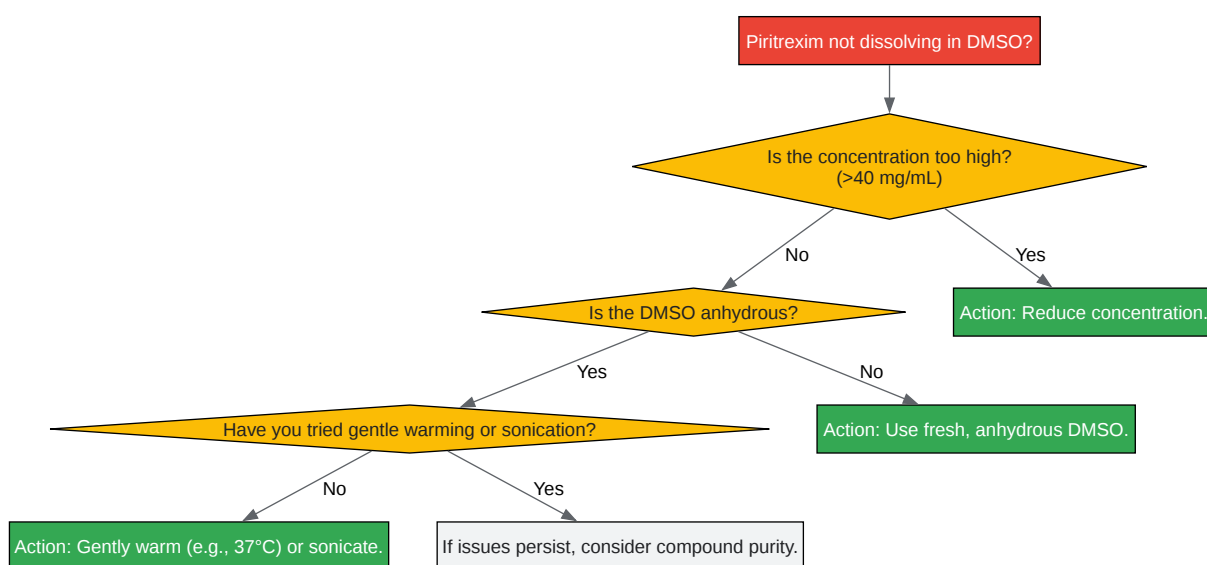 Piritrexim not dissolving in DMSO?
Is the concentration too high?
(>40 mg/mL)
No
Yes
Is the DMSO anhydrous?
Action: Reduce concentration.
Yes
No
Have you tried gentle warming or sonication?
Action: Use fresh, anhydrous DMSO.
No
Yes
Action: Gently warm (e.g., 37°C) or sonicate.
If issues persist, consider compound purity.